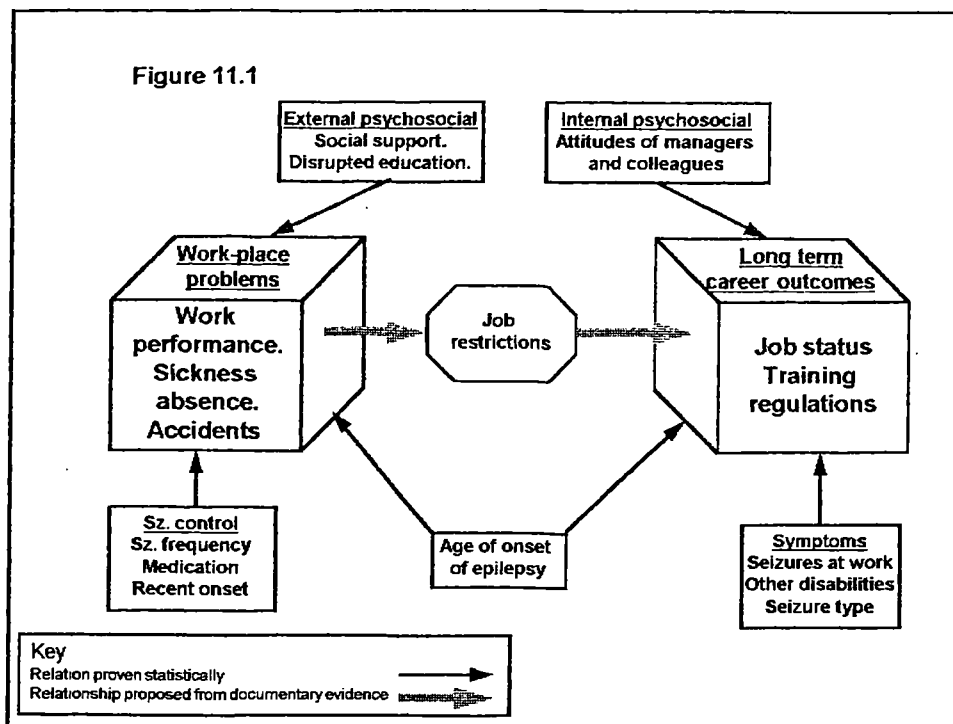 Figure 11.1
External psychosocial
Social support.
Disrupted education.
Internal psychosocial
Attitudes of managers
and colleagues
Work-place
problems
Work
performance.
Sickness
absence.
Accidents
Job
restrictions
Long term
career outcomes
Job status
Training
regulations
Sz. control
Sz. frequency
Medication
Recent onset
Age of onset
of epilepsy
Symptoms
Seizures at work
Other disabilities
Seizure type
Key
Relation proven statistically
Relationship proposed from documentary evidence